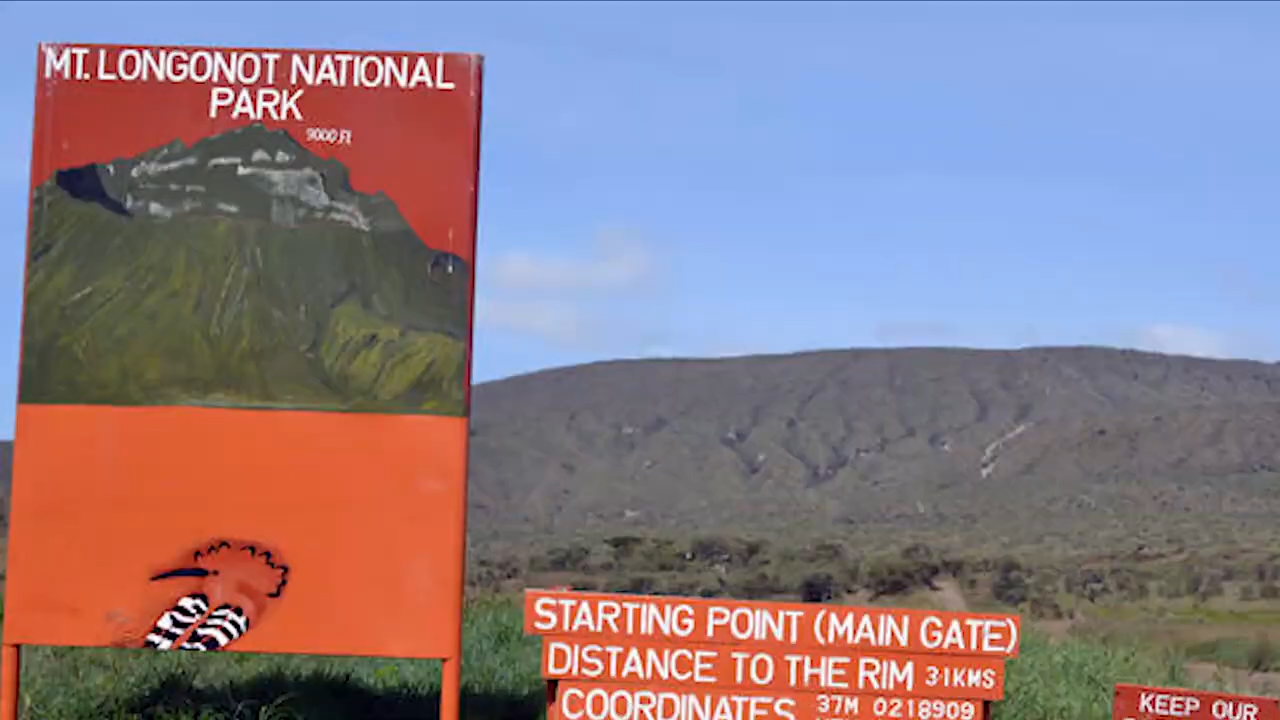 MT. LONGONOT NATIONAL
PARK
9000 Ft
STARTING POINT (MAIN GATE)
DISTANCE TO THE RIM 3·1KMS
COORDINATES 37M 0218909
KEEP OUR